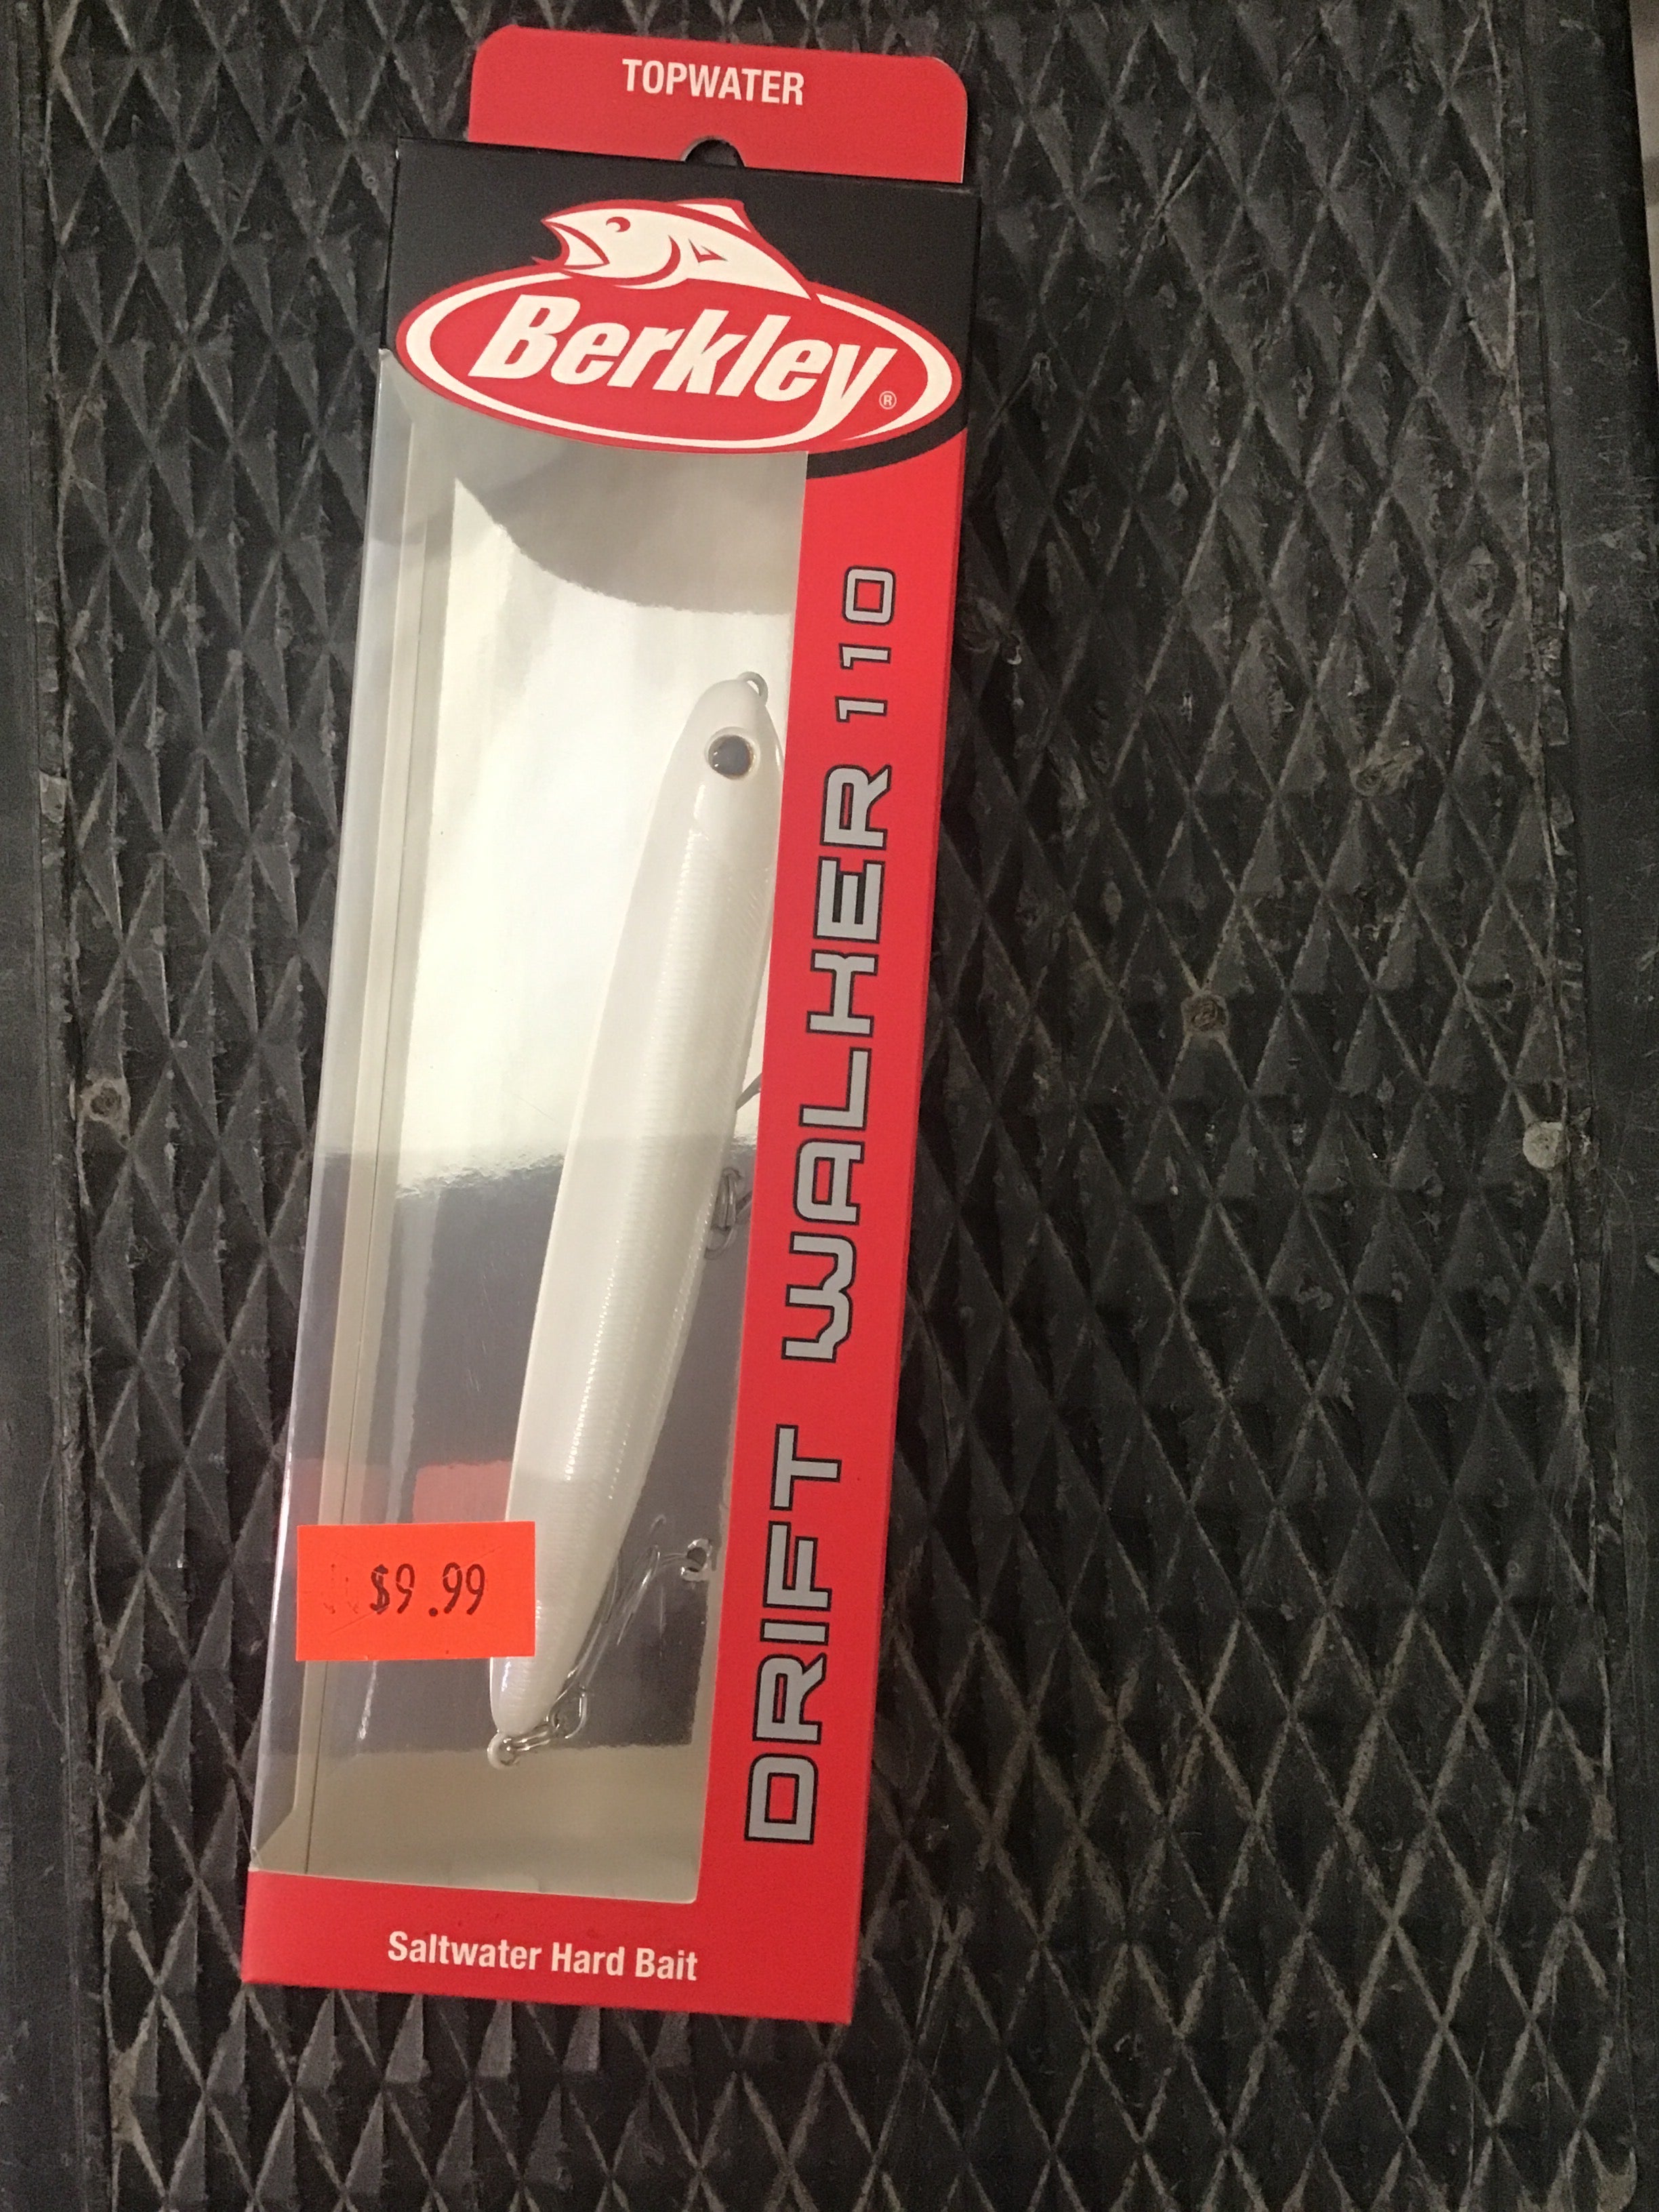 TOPWATER
Berkley®
DRIFT WALKER 110
$9.99
Saltwater Hard Bait